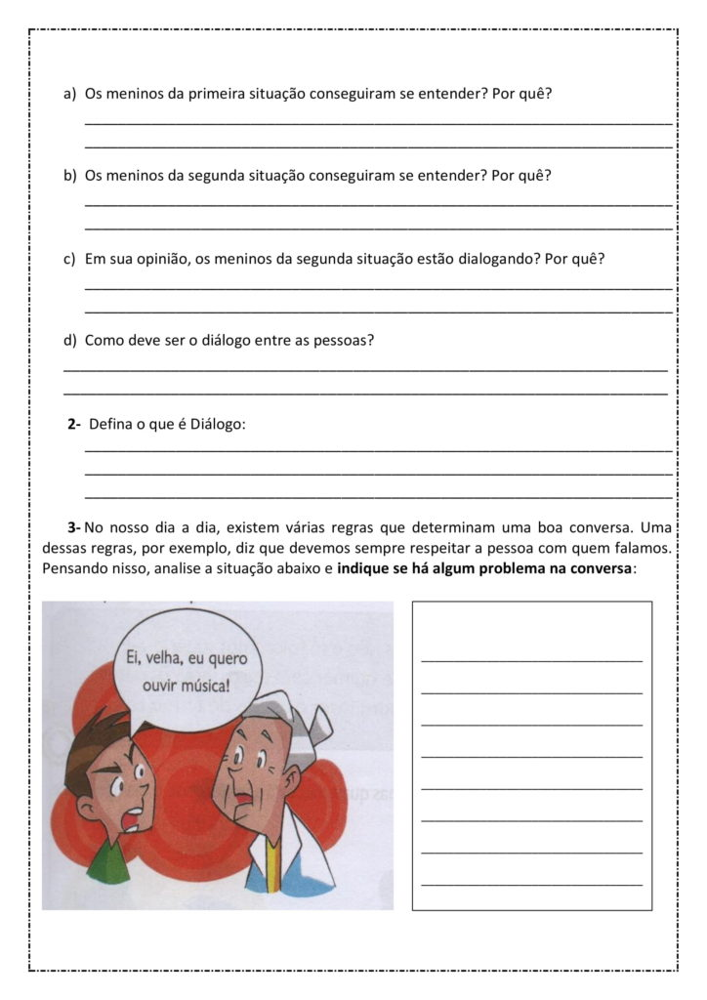 a) Os meninos da primeira situação conseguiram se entender? Por quê?
b) Os meninos da segunda situação conseguiram se entender? Por quê?
c) Em sua opinião, os meninos da segunda situação estão dialogando? Por quê?
d) Como deve ser o diálogo entre as pessoas?
2- Defina o que é Diálogo:
3- No nosso dia a dia, existem várias regras que determinam uma boa conversa. Uma
dessas regras, por exemplo, diz que devemos sempre respeitar a pessoa com quem falamos.
Pensando nisso, analise a situação abaixo e indique se há algum problema na conversa:
Ei, velha, eu quero
ouvir música!